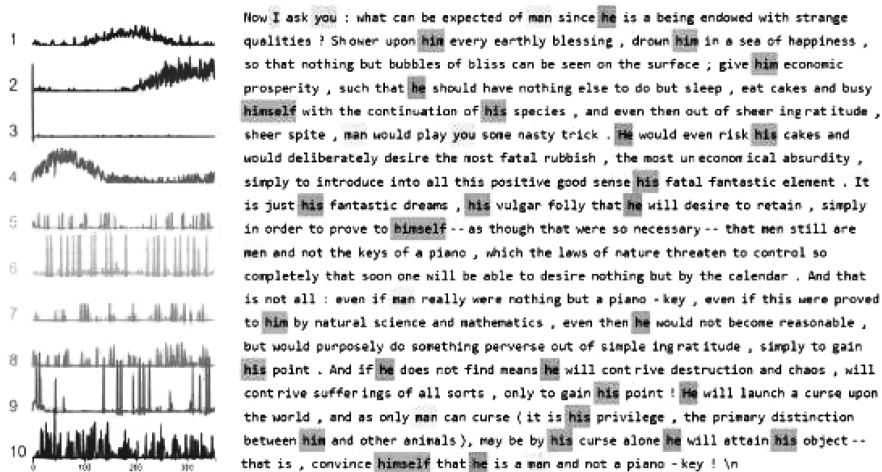 1
2
3
4
5
6
7
8
9
10
0 100 200 300
Now I ask you : what can be expected of man since he is a being endowed with strange
qualities ? Shower upon him every earthly blessing , drown him in a sea of happiness ,
so that nothing but bubbles of bliss can be seen on the surface ; give him economic
prosperity , such that he should have nothing else to do but sleep , eat cakes and busy
himself with the continuation of his species , and even then out of sheer ing rat itude ,
sheer spite , man would play you some nasty trick . He would even risk his cakes and
would deliberately desire the most fatal rubbish , the most un econom ical absurdity ,
simply to introduce into all this positive good sense his fatal fantastic element . It
is just his fantastic dreams , his vulgar folly that he will desire to retain , simply
in order to prove to himself -- as though that were so necessary -- that men still are
men and not the keys of a piano , which the laws of nature threaten to control so
completely that soon one will be able to desire nothing but by the calendar . And that
is not all : even if man really were nothing but a piano - key , even if this were proved
to him by natural science and mathematics , even then he would not become reasonable ,
but would purposely do something perverse out of simple ing rat itude , simply to gain
his point . And if he does not find means he will cont rive destruction and chaos , will
cont rive suffer ings of all sorts , only to gain his point ! He will launch a curse upon
the world , and as only man can curse ( it is his privilege , the primary distinction
between him and other animals ), may be by his curse alone he will attain his object --
that is , convince himself that he is a man and not a piano - key ! \n